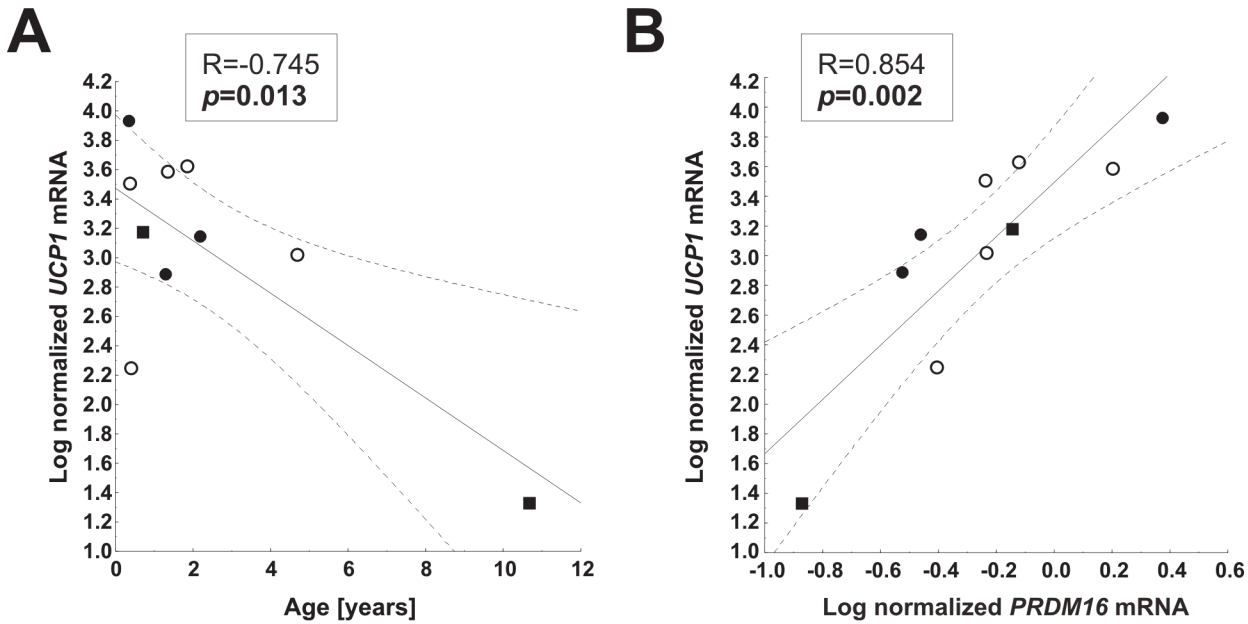 A
R=-0.745
p=0.013
Log normalized UCP1 mRNA
4.2
4.0
3.8
3.6
3.4
3.2
3.0
2.8
2.6
2.4
2.2
2.0
1.8
1.6
1.4
1.2
1.0
0 2 4 6 8 10 12
Age [years]
B
R=0.854
p=0.002
Log normalized UCP1 mRNA
4.2
4.0
3.8
3.6
3.4
3.2
3.0
2.8
2.6
2.4
2.2
2.0
1.8
1.6
1.4
1.2
1.0
-1.0 -0.8 -0.6 -0.4 -0.2 0.0 0.2 0.4 0.6
Log normalized PRDM16 mRNA